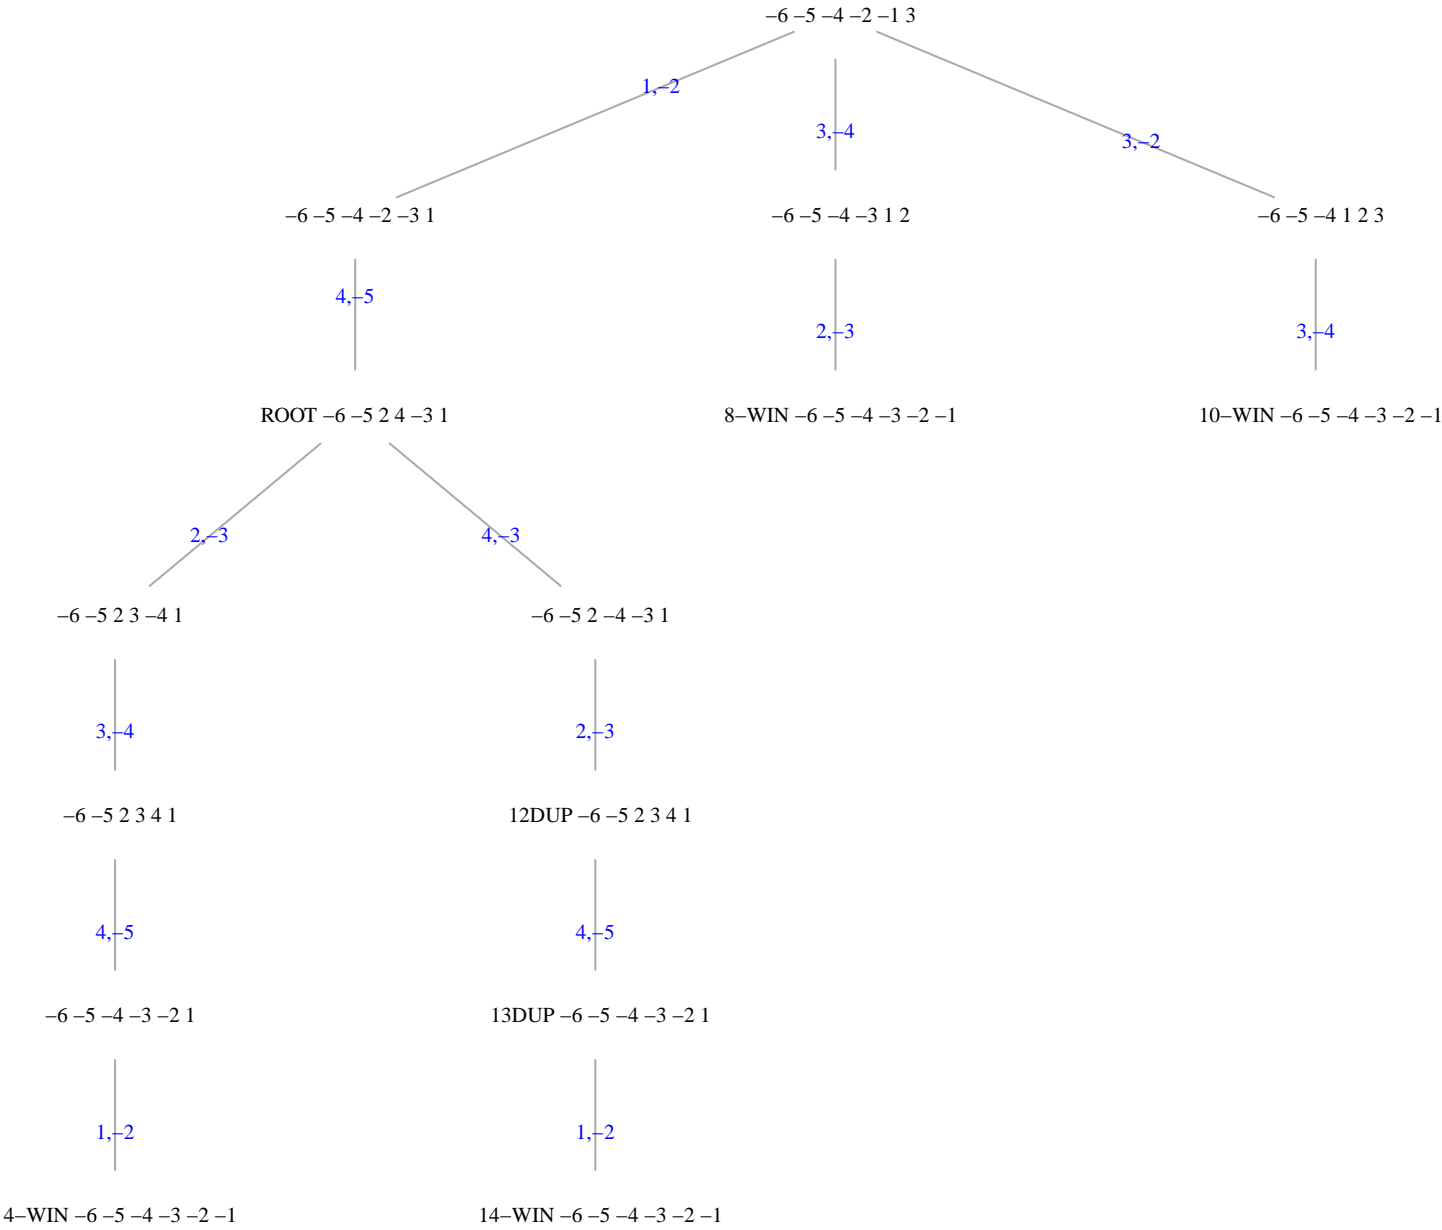 –6 –5 –4 –2 –1 3
1,–2
3,–4
3,–2
–6 –5 –4 –2 –3 1
–6 –5 –4 –3 1 2
–6 –5 –4 1 2 3
4,–5
2,–3
3,–4
ROOT –6 –5 2 4 –3 1
8–WIN –6 –5 –4 –3 –2 –1
10–WIN –6 –5 –4 –3 –2 –1
2,–3
4,–3
–6 –5 2 3 –4 1
–6 –5 2 –4 –3 1
3,–4
2,–3
–6 –5 2 3 4 1
12DUP –6 –5 2 3 4 1
4,–5
4,–5
–6 –5 –4 –3 –2 1
13DUP –6 –5 –4 –3 –2 1
1,–2
1,–2
4–WIN –6 –5 –4 –3 –2 –1
14–WIN –6 –5 –4 –3 –2 –1